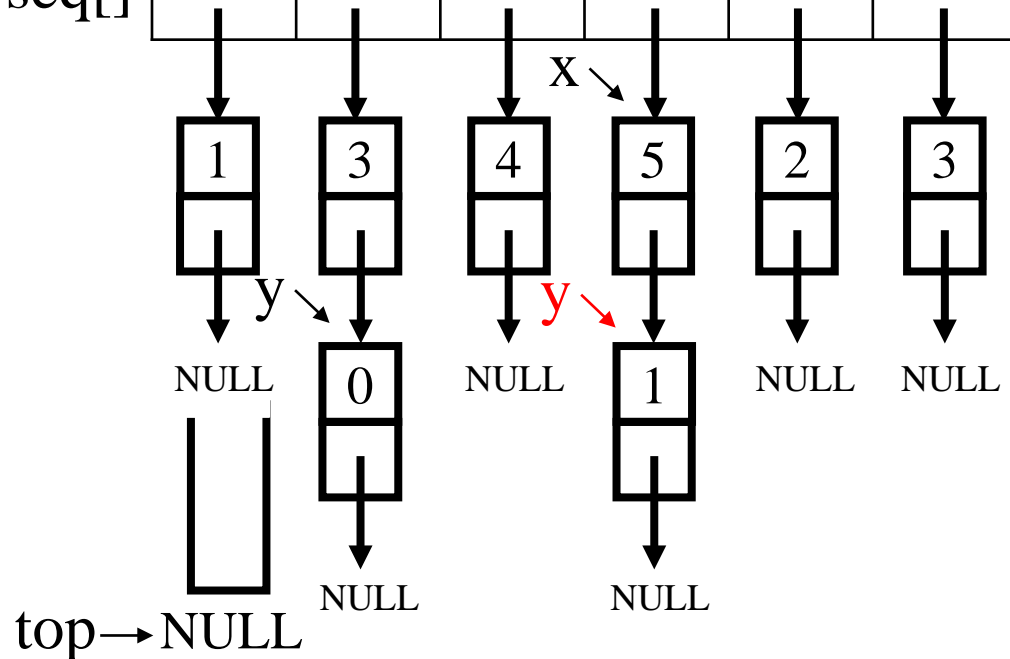 seq[]
x
1 3 4 5 2 3
y y
NULL NULL NULL NULL
0 1
NULL NULL
top NULL